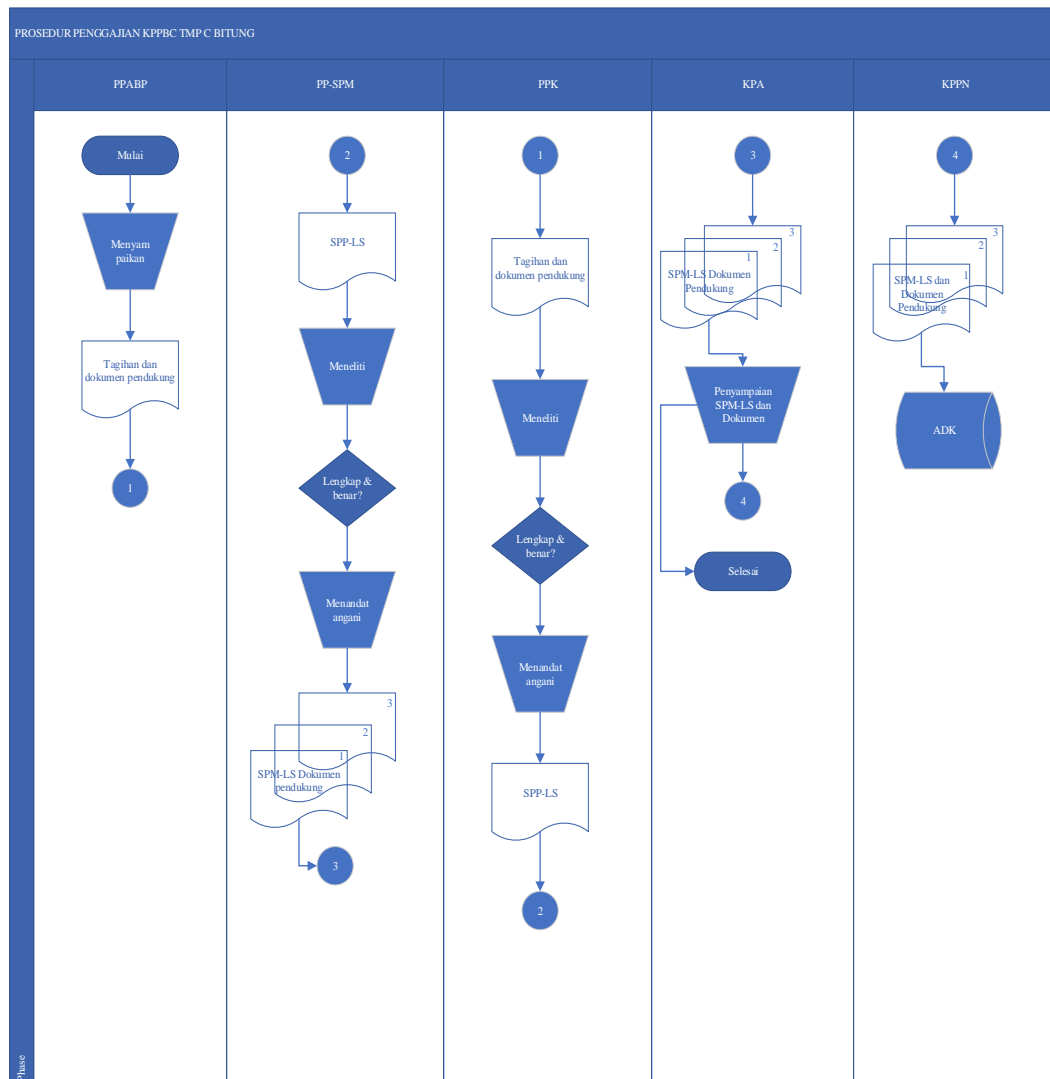 PROSEDUR PENGGAJIAN KPPBC TMP C BITUNG
Phase
PPABP
PP-SPM
PPK
KPA
KPPN
Mulai
Menyam
paikan
Tagihan dan
dokumen pendukung
1
2
SPP-LS
Meneliti
Lengkap &
benar?
Menandat
angani
3
2
1
SPM-LS Dokumen
pendukung
3
1
Tagihan dan
dokumen pendukung
Meneliti
Lengkap &
benar?
Menandat
angani
SPP-LS
2
3
3
2
1
SPM-LS Dokumen
Pendukung
Penyampaian
SPM-LS dan
Dokumen
4
Selesai
4
3
2
1
SPM-LS dan
Dokumen
Pendukung
ADK